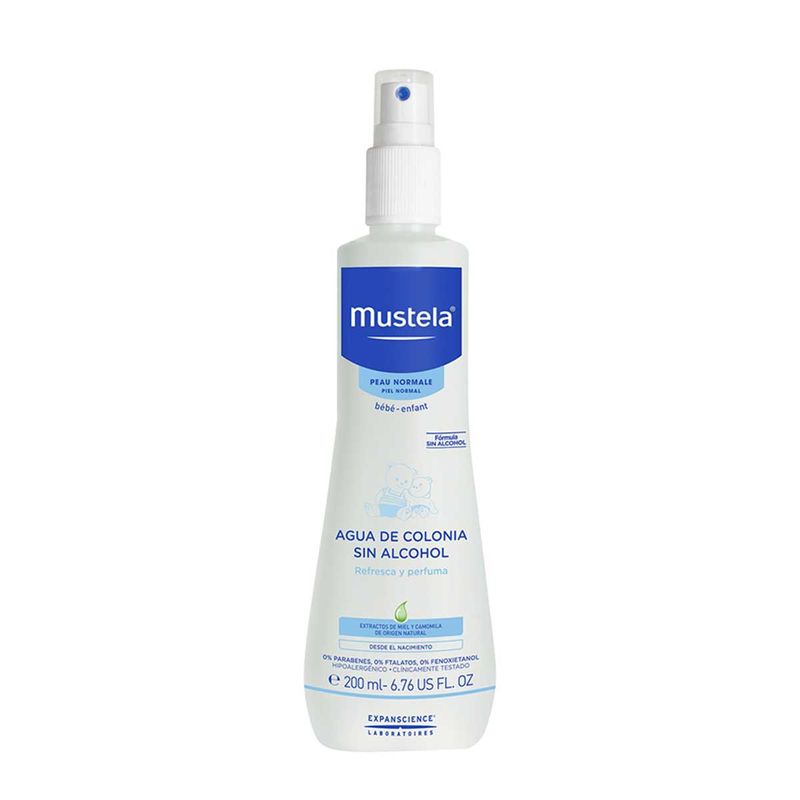 mustela®
PEAU NORMALE
PIEL NORMAL
bébé-enfant
Fórmula
SIN ALCOHOL
AGUA DE COLONIA
SIN ALCOHOL
Refresca y perfuma
EXTRACTOS DE MIEL Y CAMOMILA
DE ORIGEN NATURAL
DESDE EL NACIMIENTO
0% PARABENES, 0% FTALATOS, 0% FENOXIETANOL
HIPOALERGÉNICO • CLÍNICAMENTE TESTADO
℮ 200 ml- 6.76 US FL. OZ
EXPANSCIENCE®
LABORATOIRES